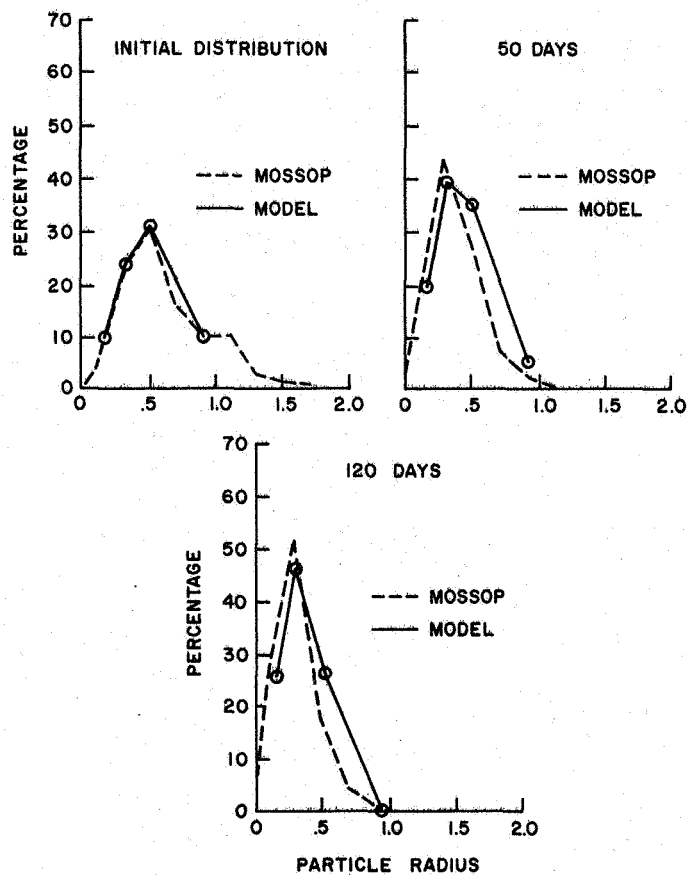 INITIAL DISTRIBUTION
PERCENTAGE
70
60
50
40
30
20
10
0
MOSSOP
MODEL
0 .5 1.0 1.5 2.0
50 DAYS
MOSSOP
MODEL
0 .5 1.0 1.5 2.0
120 DAYS
PERCENTAGE
70
60
50
40
30
20
10
0
MOSSOP
MODEL
0 .5 1.0 1.5 2.0
PARTICLE RADIUS